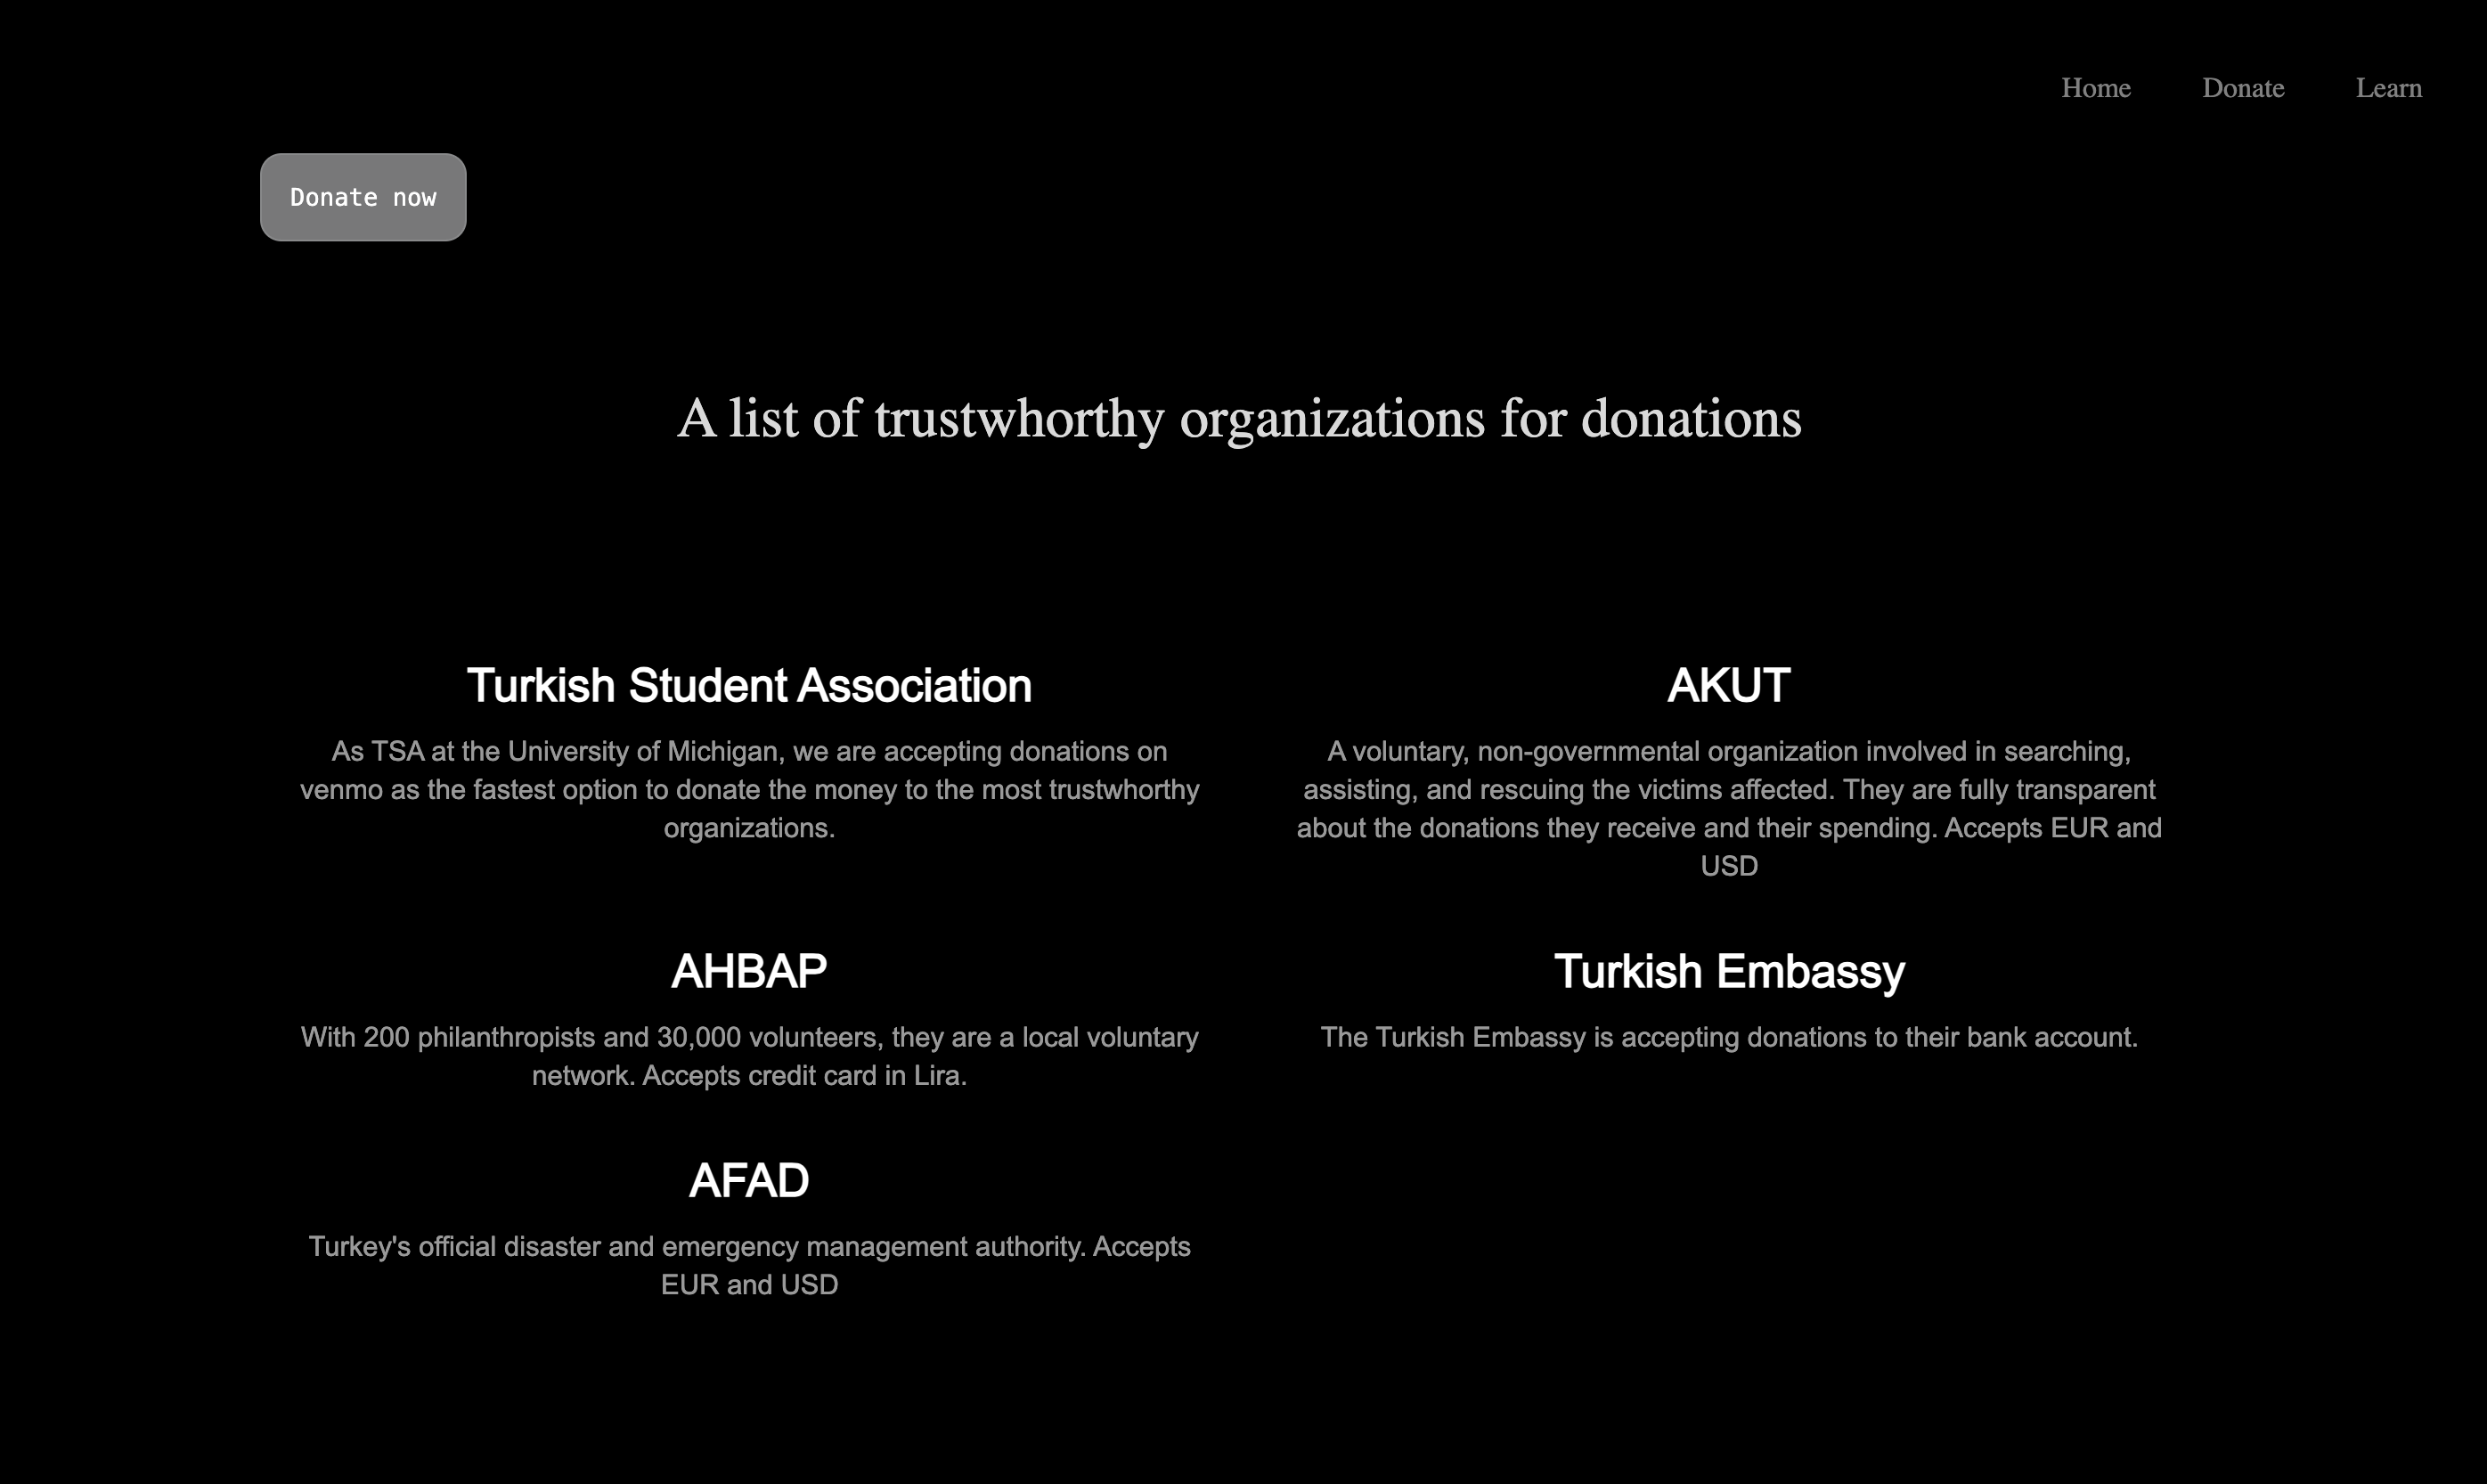 Home Donate Learn
Donate now
A list of trustwhorthy organizations for donations
Turkish Student Association
As TSA at the University of Michigan, we are accepting donations on
venmo as the fastest option to donate the money to the most trustwhorthy
organizations.
AKUT
A voluntary, non-governmental organization involved in searching,
assisting, and rescuing the victims affected. They are fully transparent
about the donations they receive and their spending. Accepts EUR and
USD
AHBAP
With 200 philanthropists and 30,000 volunteers, they are a local voluntary
network. Accepts credit card in Lira.
Turkish Embassy
The Turkish Embassy is accepting donations to their bank account.
AFAD
Turkey's official disaster and emergency management authority. Accepts
EUR and USD